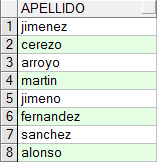 APELLIDO
1 jimenez
2 cerezo
3 arroyo
4 martin
5 jimeno
6 fernandez
7 sanchez
8 alonso